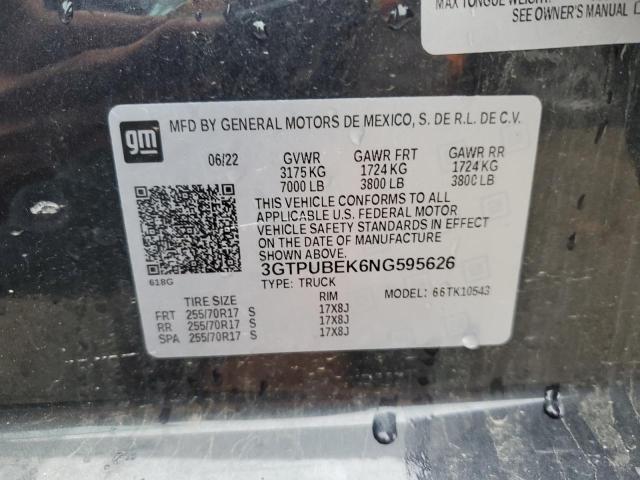 MAX TONGUE WEIGHT:
SEE OWNER'S MANUAL
gm
MFD BY GENERAL MOTORS DE MEXICO, S. DE R.L. DE C.V.
06/22 GVWR GAWR FRT GAWR RR
3175 KG 1724 KG 1724 KG
7000 LB 3800 LB 3800 LB
THIS VEHICLE CONFORMS TO ALL
APPLICABLE U.S. FEDERAL MOTOR
VEHICLE SAFETY STANDARDS IN EFFECT
ON THE DATE OF MANUFACTURE
SHOWN ABOVE.
3GTPUBEK6NG595626
618G
TYPE: TRUCK
MODEL: 66TK10543
TIRE SIZE RIM
FRT 255/70R17 S 17X8J
RR 255/70R17 S 17X8J
SPA 255/70R17 S 17X8J